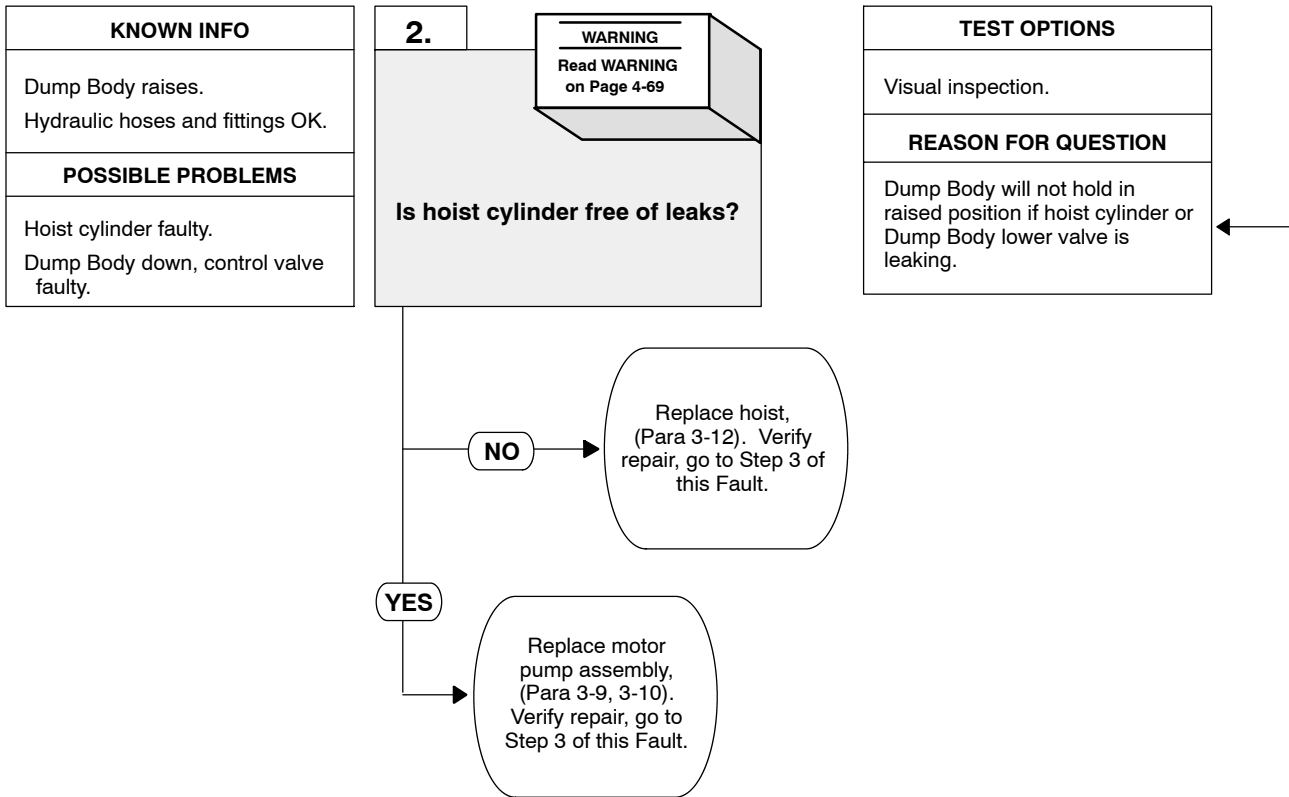 KNOWN INFO
Dump Body raises.
Hydraulic hoses and fittings OK.
POSSIBLE PROBLEMS
Hoist cylinder faulty.
Dump Body down, control valve
faulty.
2.
WARNING
Read WARNING
on Page 4-69
Is hoist cylinder free of leaks?
TEST OPTIONS
Visual inspection.
REASON FOR QUESTION
Dump Body will not hold in
raised position if hoist cylinder or
Dump Body lower valve is
leaking.
NO
Replace hoist,
(Para 3-12). Verify
repair, go to Step 3 of
this Fault.
YES
Replace motor
pump assembly,
(Para 3-9, 3-10).
Verify repair, go to
Step 3 of this Fault.